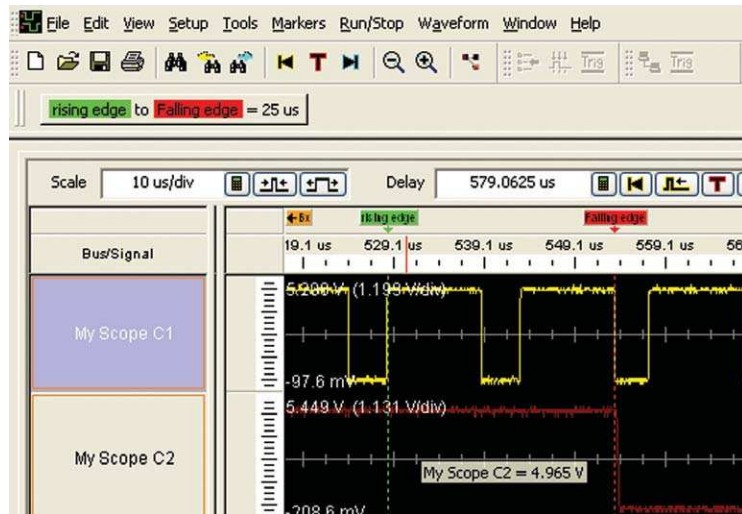 File Edit View Setup Tools Markers Run/Stop Waveform Window Help
T Trig Trig
rising edge to Falling edge = 25 us
Scale 10 us/div Delay 579.0625 us T
rising edge Falling edge
Bus/Signal 19.1 us 529.1 us 539.1 us 549.1 us 559.1 us 56
(1.193 V/div)
My Scope C1
-97.6 mV
5.449 V (1.131 V/div)
My Scope C2
My Scope C2 = 4.965 V
-208.6 mV